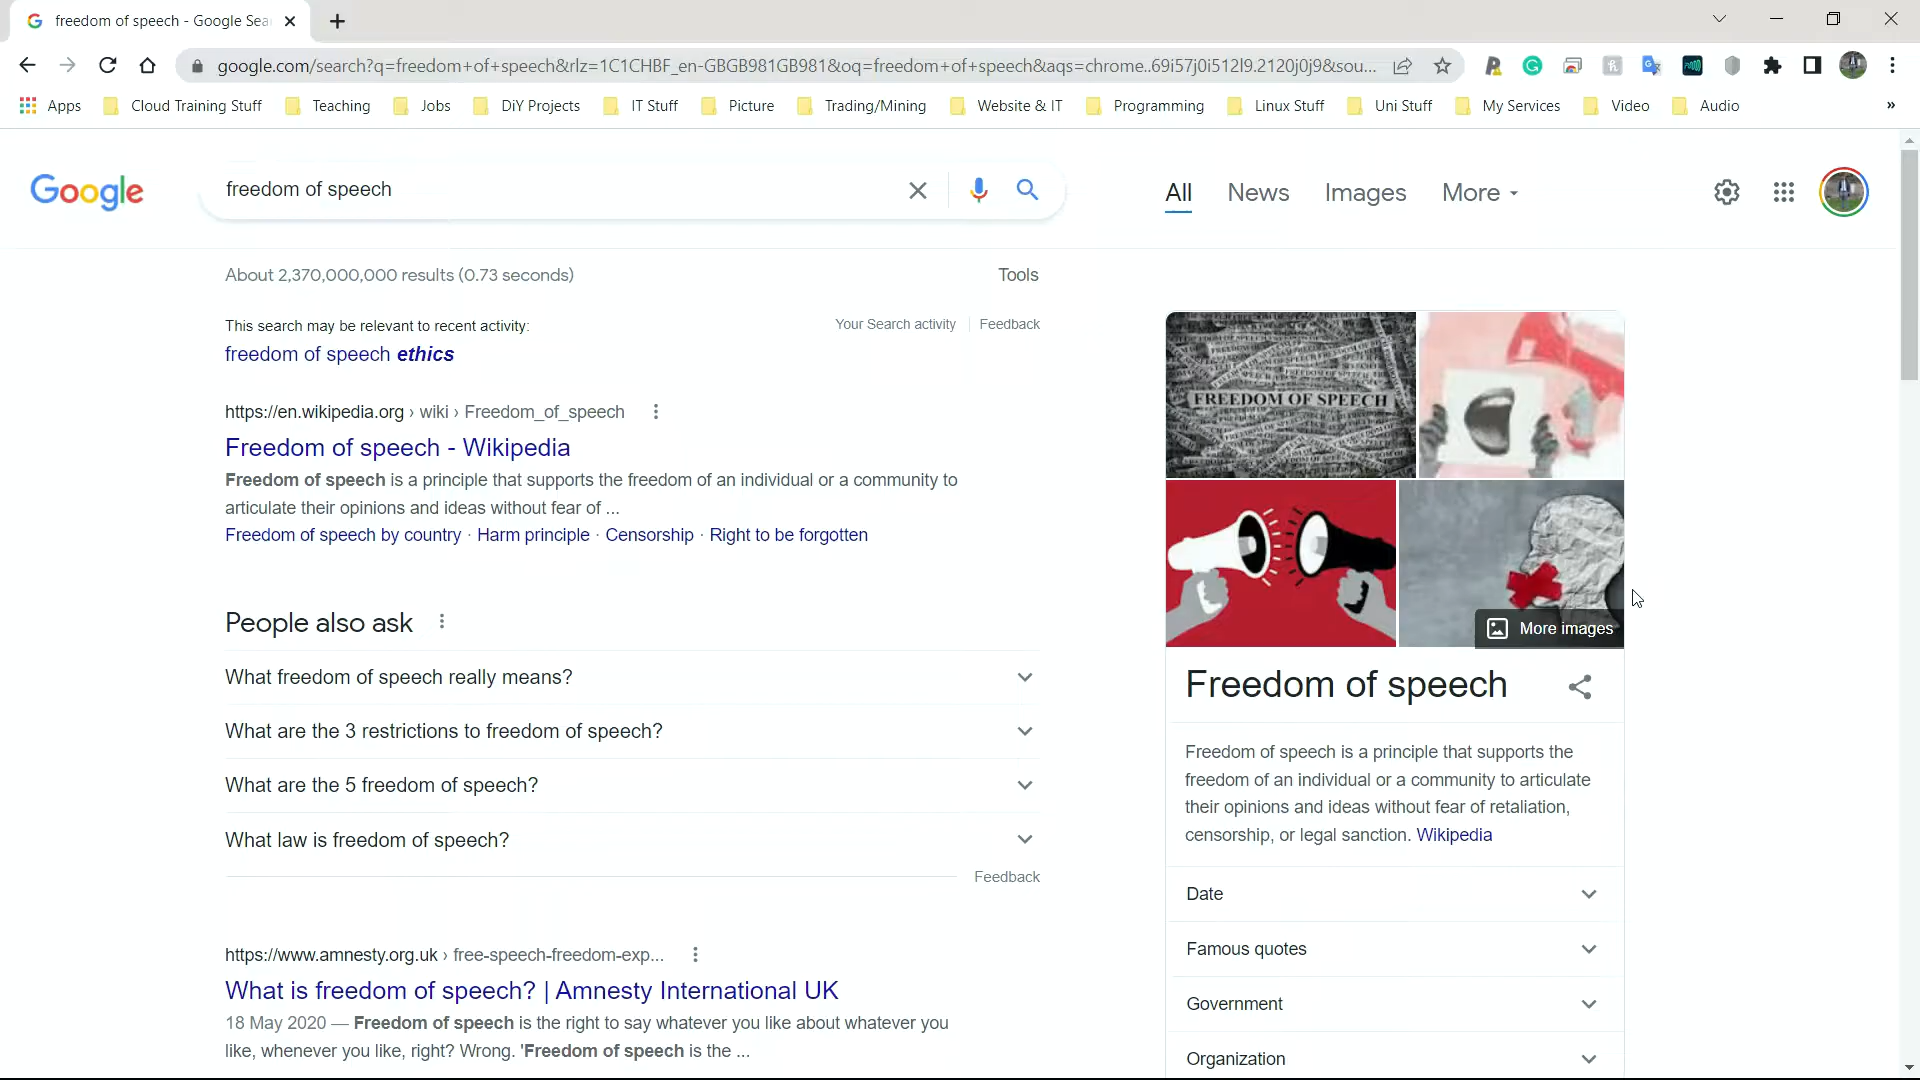 freedom of speech - Google Sea
google.com/search?q=freedom+of+speech&rlz=1C1CHBF_en-GBGB981GB981&oq=freedom+of+speech&aqs=chrome..69i57j0i512l9.2120j0j9&sou...
Apps Cloud Training Stuff Teaching Jobs DiY Projects IT Stuff Picture Trading/Mining Website & IT Programming Linux Stuff Uni Stuff My Services Video Audio »
Google freedom of speech All News Images More
About 2,370,000,000 results (0.73 seconds) Tools
This search may be relevant to recent activity: Your Search activity Feedback
freedom of speech ethics
https://en.wikipedia.org › wiki › Freedom_of_speech
Freedom of speech - Wikipedia
Freedom of speech is a principle that supports the freedom of an individual or a community to
articulate their opinions and ideas without fear of ...
Freedom of speech by country · Harm principle · Censorship · Right to be forgotten
People also ask
What freedom of speech really means?
What are the 3 restrictions to freedom of speech?
What are the 5 freedom of speech?
What law is freedom of speech?
Feedback
https://www.amnesty.org.uk › free-speech-freedom-exp...
What is freedom of speech? | Amnesty International UK
18 May 2020 — Freedom of speech is the right to say whatever you like about whatever you
like, whenever you like, right? Wrong. 'Freedom of speech is the ...
FREEDOM OF SPEECH
More images
Freedom of speech
Freedom of speech is a principle that supports the
freedom of an individual or a community to articulate
their opinions and ideas without fear of retaliation,
censorship, or legal sanction. Wikipedia
Date
Famous quotes
Government
Organization